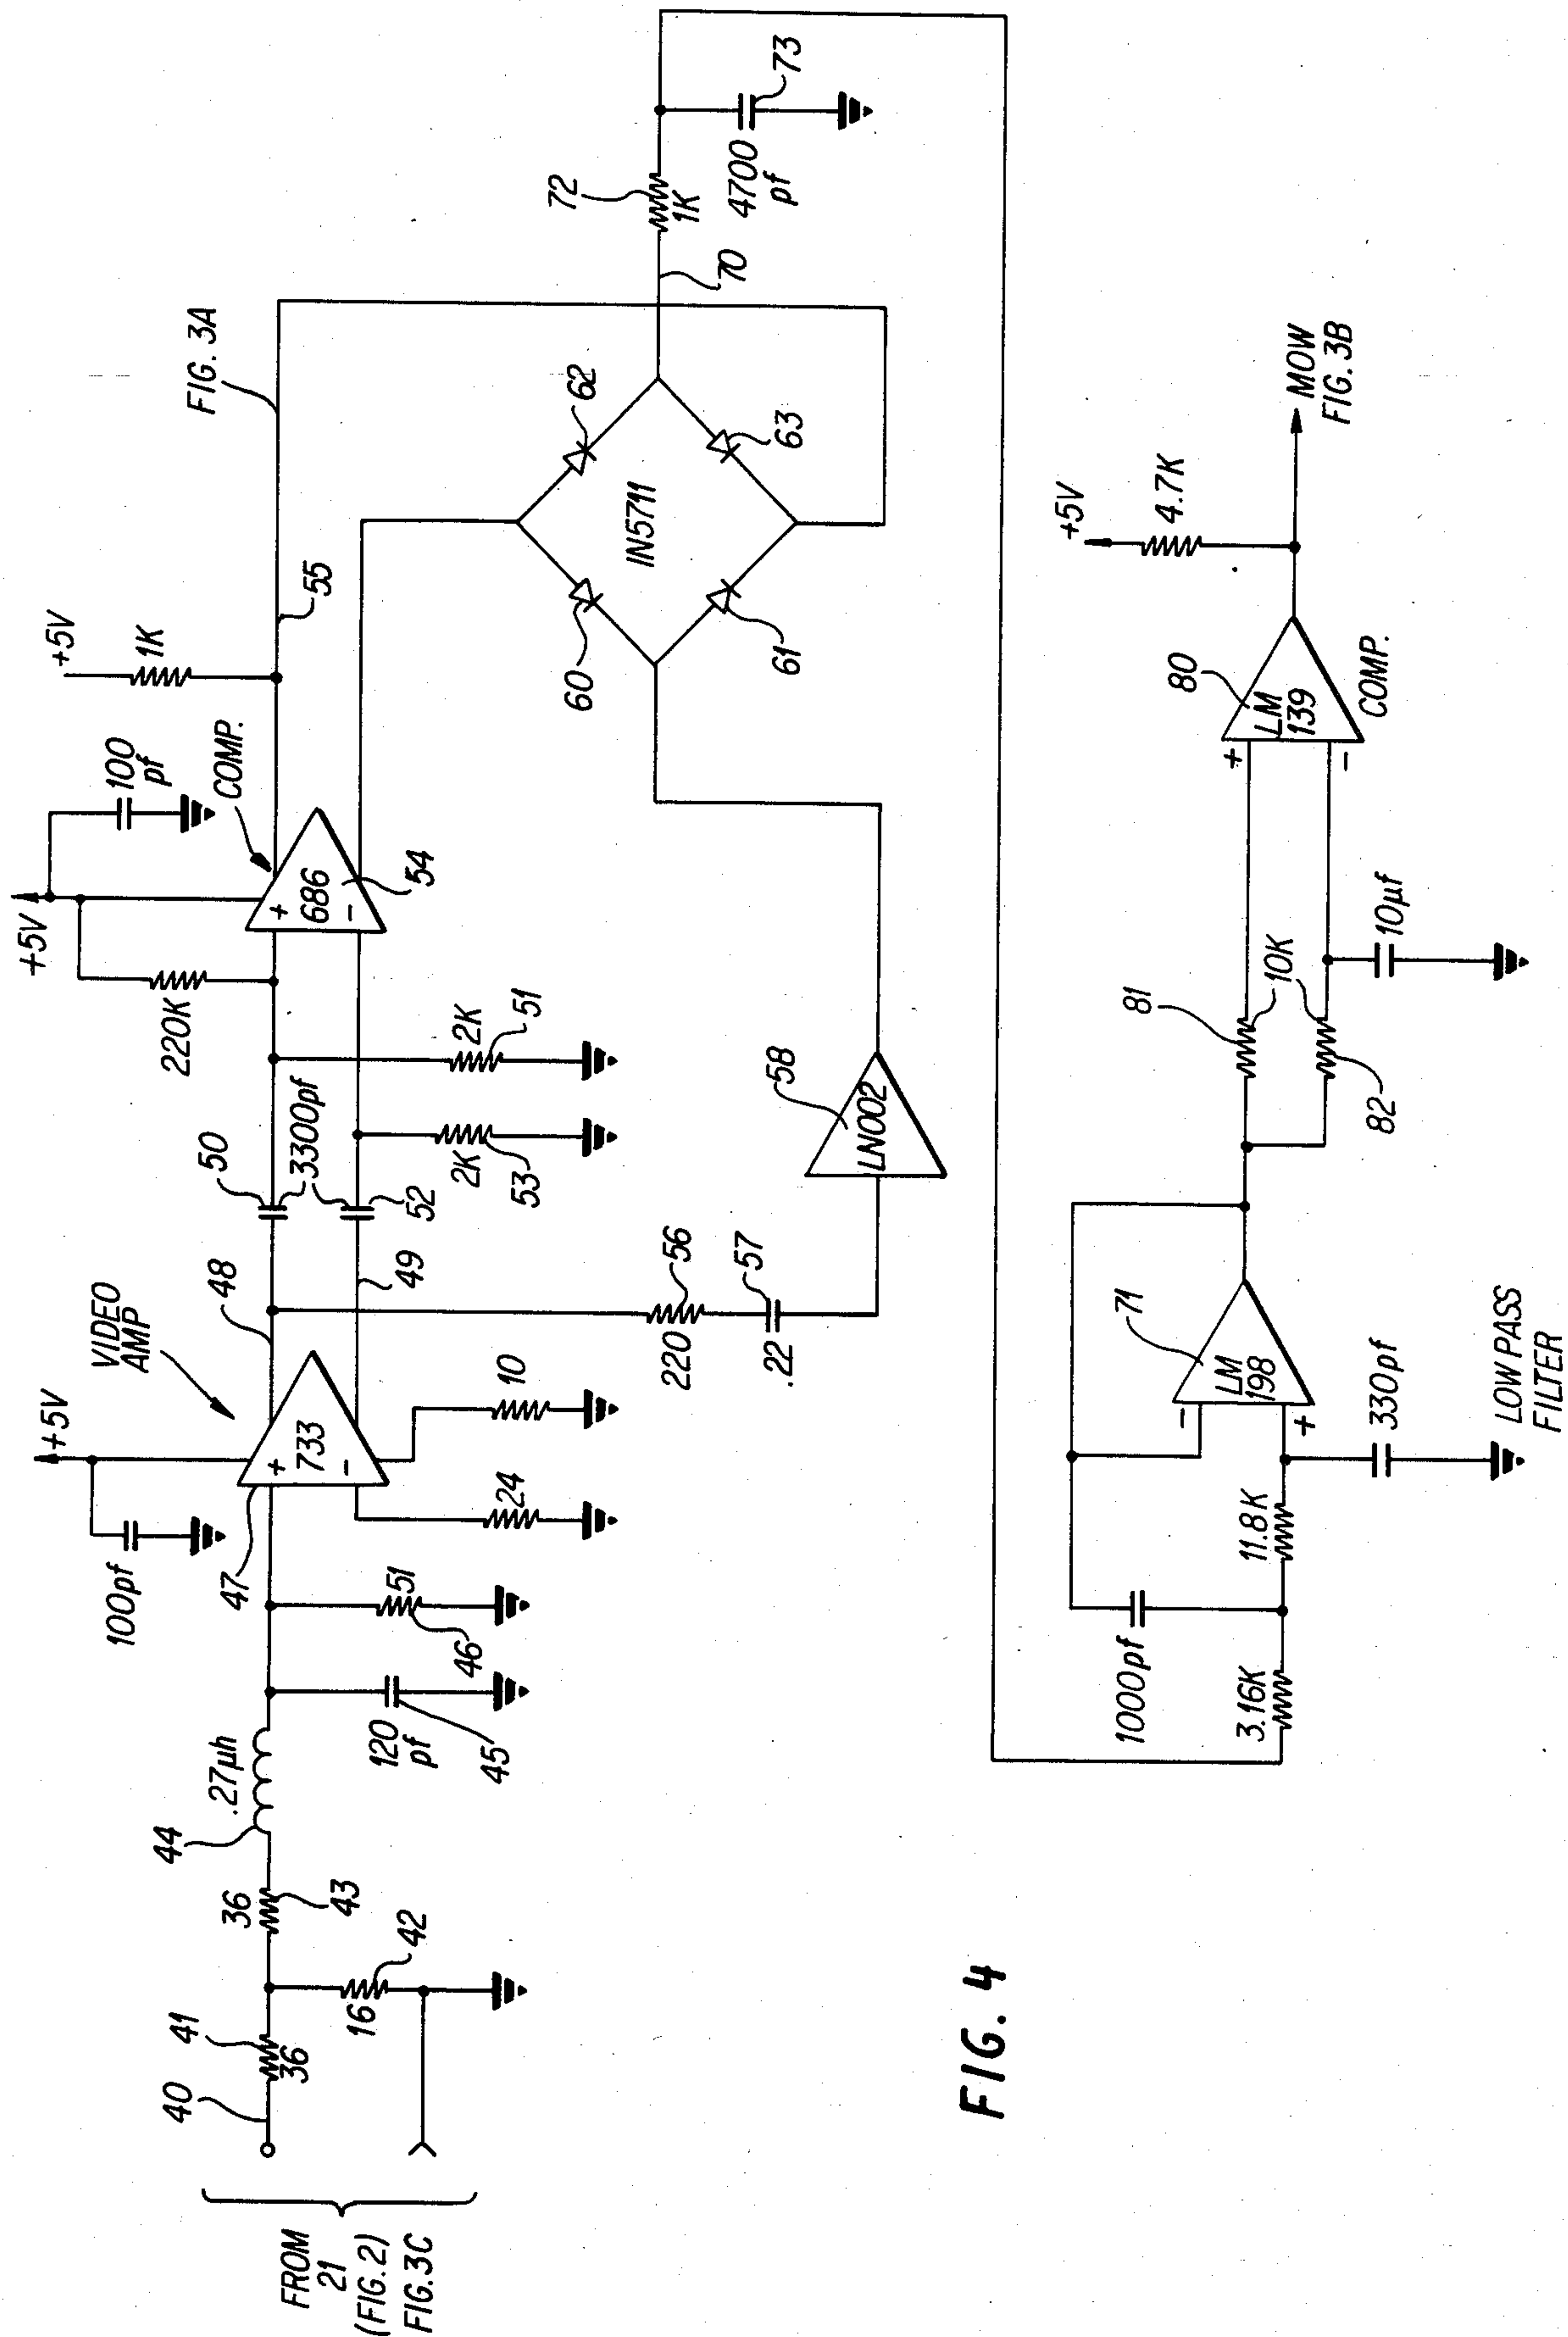 FROM
21
(FIG. 2)
FIG. 3C
40
41
36
16
42
36
43
44
.27µh
120
pf
45
51
46
100pf
+5V
47
VIDEO
AMP
+
733
−
24
10
48
49
50
3300pf
52
2K
53
2K
51
220K
+5V
100
pf
COMP.
+
686
−
54
+5V
1K
55
FIG. 3A
220
56
.22
57
58
LN002
60
61
62
63
IN5711
70
72
1K
4700
pf
73
3.16K
1000pf
11.8K
330pf
LOW PASS
FILTER
71
−
LM
198
+
81
10K
82
10µf
80
+
LM
139
−
COMP.
+5V
4.7K
MOW
FIG. 3B
FIG. 4